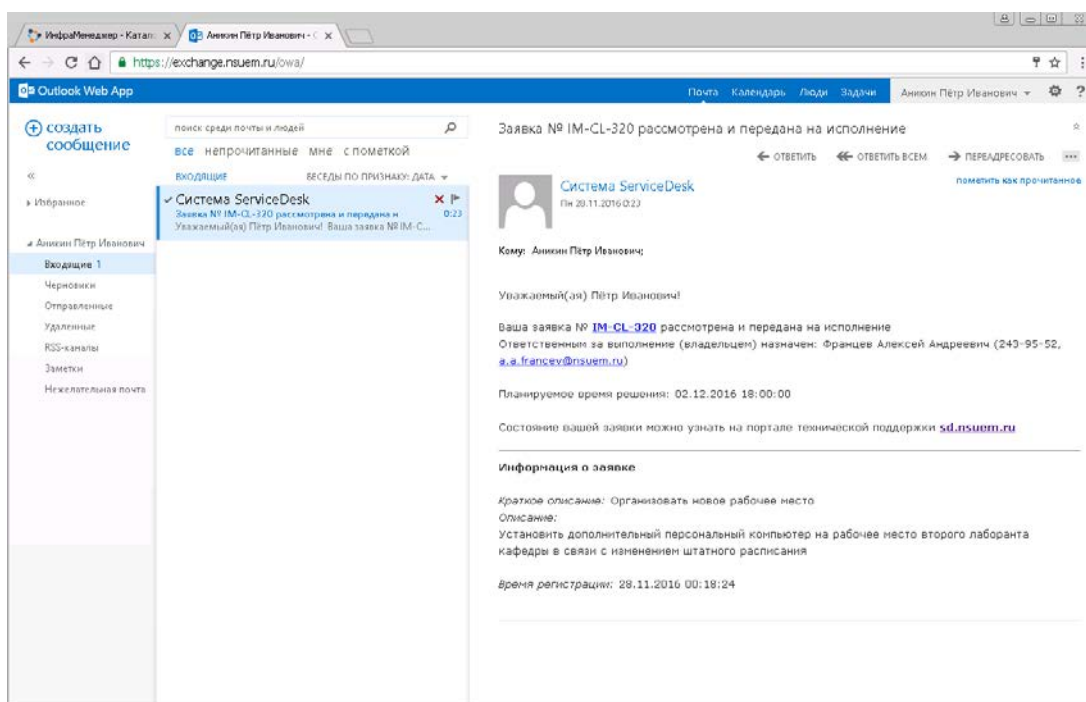 ИнфраМенеджер - Катал
Аникин Пётр Иванович - С
https://exchange.nsuem.ru/owa/
Outlook Web App
Почта Календарь Люди Задачи Аникин Пётр Иванович ?
создать сообщение
поиск среди почты и людей
все непрочитанные мне с пометкой
ВХОДЯЩИЕ БЕСЕДЫ ПО ПРИЗНАКУ: ДАТА
Избранное
Аникин Пётр Иванович
Входящие 1
Черновики
Отправленные
Удаленные
RSS-каналы
Заметки
Нежелательная почта
Система ServiceDesk
Заявка № IM-CL-320 рассмотрена и передана н 0:23
Уважаемый(ая) Пётр Иванович! Ваша заявка № IM-C...
Заявка № IM-CL-320 рассмотрена и передана на исполнение
ОТВЕТИТЬ ОТВЕТИТЬ ВСЕМ ПЕРЕАДРЕСОВАТЬ ...
пометить как прочитанное
Система ServiceDesk
Пн 28.11.2016 0:23
Кому: Аникин Пётр Иванович;
Уважаемый(ая) Пётр Иванович!
Ваша заявка № IM-CL-320 рассмотрена и передана на исполнение
Ответственным за выполнение (владельцем) назначен: Францев Алексей Андреевич (243-95-52,
a.a.francev@nsuem.ru)
Планируемое время решения: 02.12.2016 18:00:00
Состояние вашей заявки можно узнать на портале технической поддержки sd.nsuem.ru
Информация о заявке
Краткое описание: Организовать новое рабочее место
Описание:
Установить дополнительный персональный компьютер на рабочее место второго лаборанта
кафедры в связи с изменением штатного расписания
Время регистрации: 28.11.2016 00:18:24